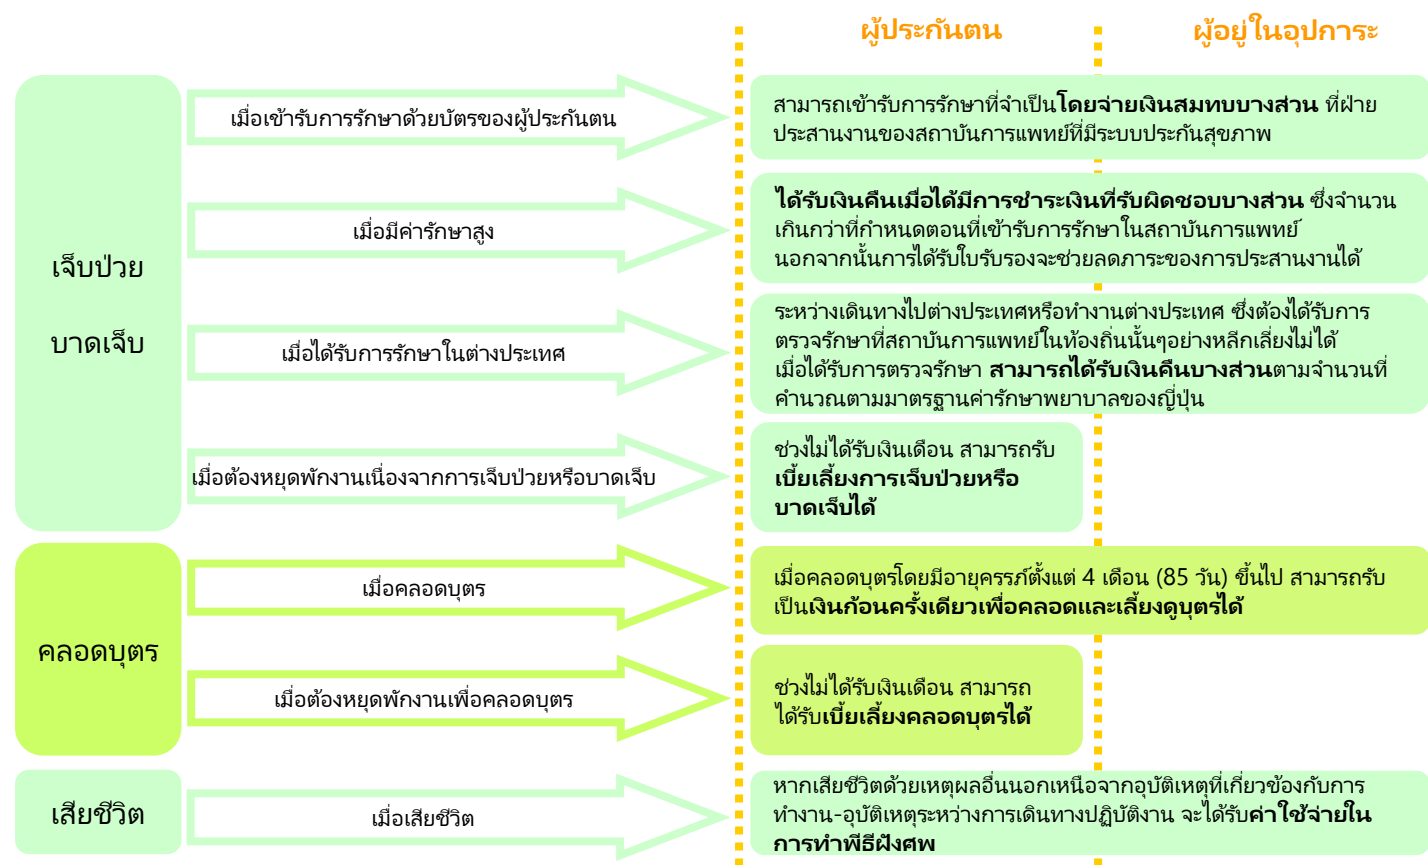 ผู้ประกันตน
ผู้อยู่ในอุปการะ
เจ็บป่วย
บาดเจ็บ
เมื่อเข้ารับการรักษาด้วยบัตรของผู้ประกันตน
สามารถเข้ารับการรักษาที่จำเป็นโดยจ่ายเงินสมทบบางส่วน ที่ฝ่าย
ประสานงานของสถาบันการแพทย์ที่มีระบบประกันสุขภาพ
เมื่อมีค่ารักษาสูง
ได้รับเงินคืนเมื่อได้มีการชำระเงินที่รับผิดชอบบางส่วน ซึ่งจำนวน
เกินกว่าที่กำหนดตอนที่เข้ารับการรักษาในสถาบันการแพทย์
นอกจากนั้นการได้รับใบรับรองจะช่วยลดภาระของการประสานงานได้
เมื่อได้รับการรักษาในต่างประเทศ
ระหว่างเดินทางไปต่างประเทศหรือทำงานต่างประเทศ ซึ่งต้องได้รับการ
ตรวจรักษาที่สถาบันการแพทย์ในท้องถิ่นนั้นๆอย่างหลีกเลี่ยงไม่ได้
เมื่อได้รับการตรวจรักษา สามารถได้รับเงินคืนบางส่วนตามจำนวนที่
คำนวณตามมาตรฐานค่ารักษาพยาบาลของญี่ปุ่น
เมื่อต้องหยุดพักงานเนื่องจากการเจ็บป่วยหรือบาดเจ็บ
ช่วงไม่ได้รับเงินเดือน สามารถรับ
เบี้ยเลี้ยงการเจ็บป่วยหรือ
บาดเจ็บได้
คลอดบุตร
เมื่อคลอดบุตร
เมื่อคลอดบุตรโดยมีอายุครรภ์ตั้งแต่ 4 เดือน (85 วัน) ขึ้นไป สามารถรับ
เป็นเงินก้อนครั้งเดียวเพื่อคลอดและเลี้ยงดูบุตรได้
เมื่อต้องหยุดพักงานเพื่อคลอดบุตร
ช่วงไม่ได้รับเงินเดือน สามารถ
ได้รับเบี้ยเลี้ยงคลอดบุตรได้
เสียชีวิต
เมื่อเสียชีวิต
หากเสียชีวิตด้วยเหตุผลอื่นนอกเหนือจากอุบัติเหตุที่เกี่ยวข้องกับการ
ทำงาน-อุบัติเหตุระหว่างการเดินทางปฏิบัติงาน จะได้รับค่าใช้จ่ายใน
การทำพีธีฝังศพ